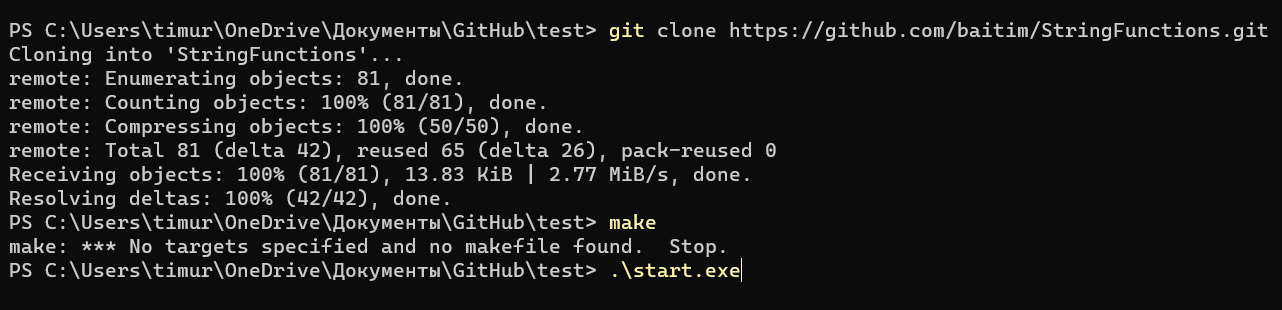 PS C:\Users\timur\OneDrive\Документы\GitHub\test> git clone https://github.com/baitim/StringFunctions.git
Cloning into 'StringFunctions'...
remote: Enumerating objects: 81, done.
remote: Counting objects: 100% (81/81), done.
remote: Compressing objects: 100% (50/50), done.
remote: Total 81 (delta 42), reused 65 (delta 26), pack-reused 0
Receiving objects: 100% (81/81), 13.83 KiB | 2.77 MiB/s, done.
Resolving deltas: 100% (42/42), done.
PS C:\Users\timur\OneDrive\Документы\GitHub\test> make
make: *** No targets specified and no makefile found.  Stop.
PS C:\Users\timur\OneDrive\Документы\GitHub\test> .\start.exe